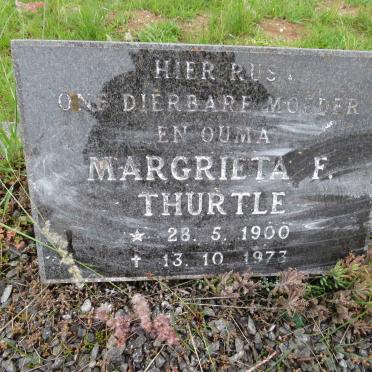 HIER RUS
ONS DIERBARE MOEDER
EN OUMA
MARGRIETA F.
THURTLE
* 28. 5. 1900
✝ 13. 10. 1973